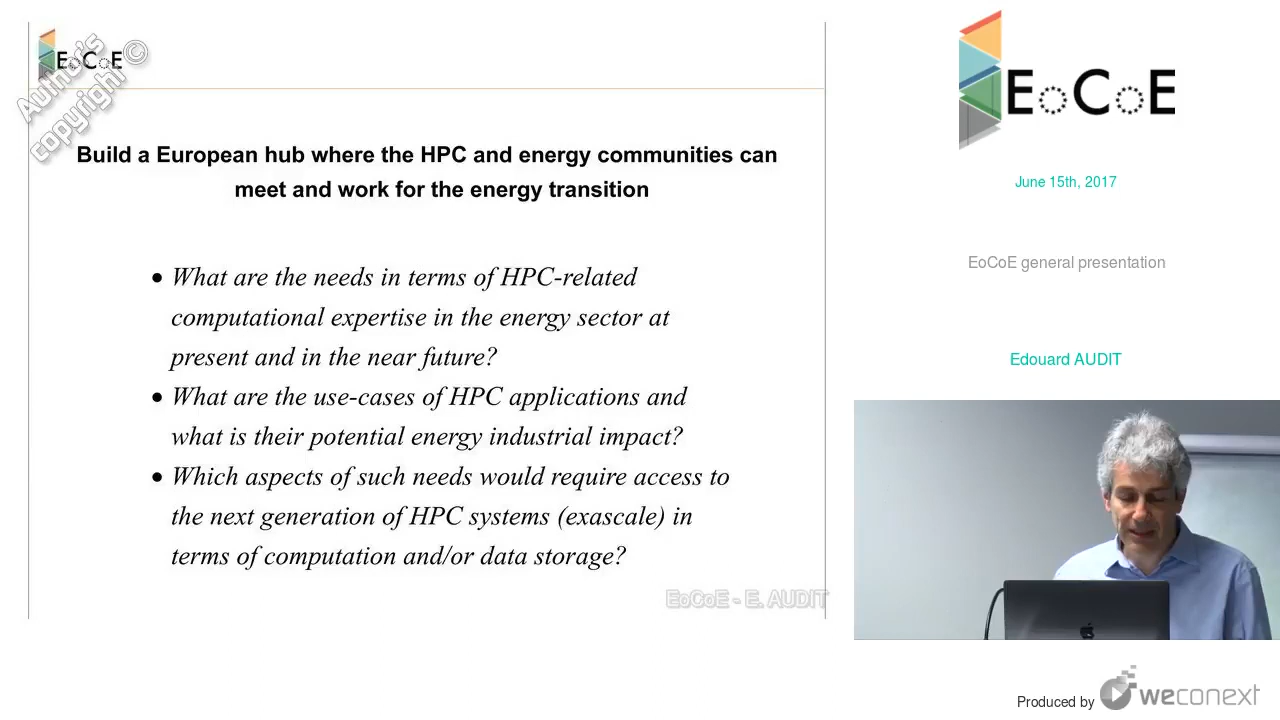 EoCoE
Author's
copyright ©
Build a European hub where the HPC and energy communities can
meet and work for the energy transition
• What are the needs in terms of HPC-related
computational expertise in the energy sector at
present and in the near future?
• What are the use-cases of HPC applications and
what is their potential energy industrial impact?
• Which aspects of such needs would require access to
the next generation of HPC systems (exascale) in
terms of computation and/or data storage?
EoCoE - E. AUDIT
EoCoE
June 15th, 2017
EoCoE general presentation
Edouard AUDIT
Produced by weconext